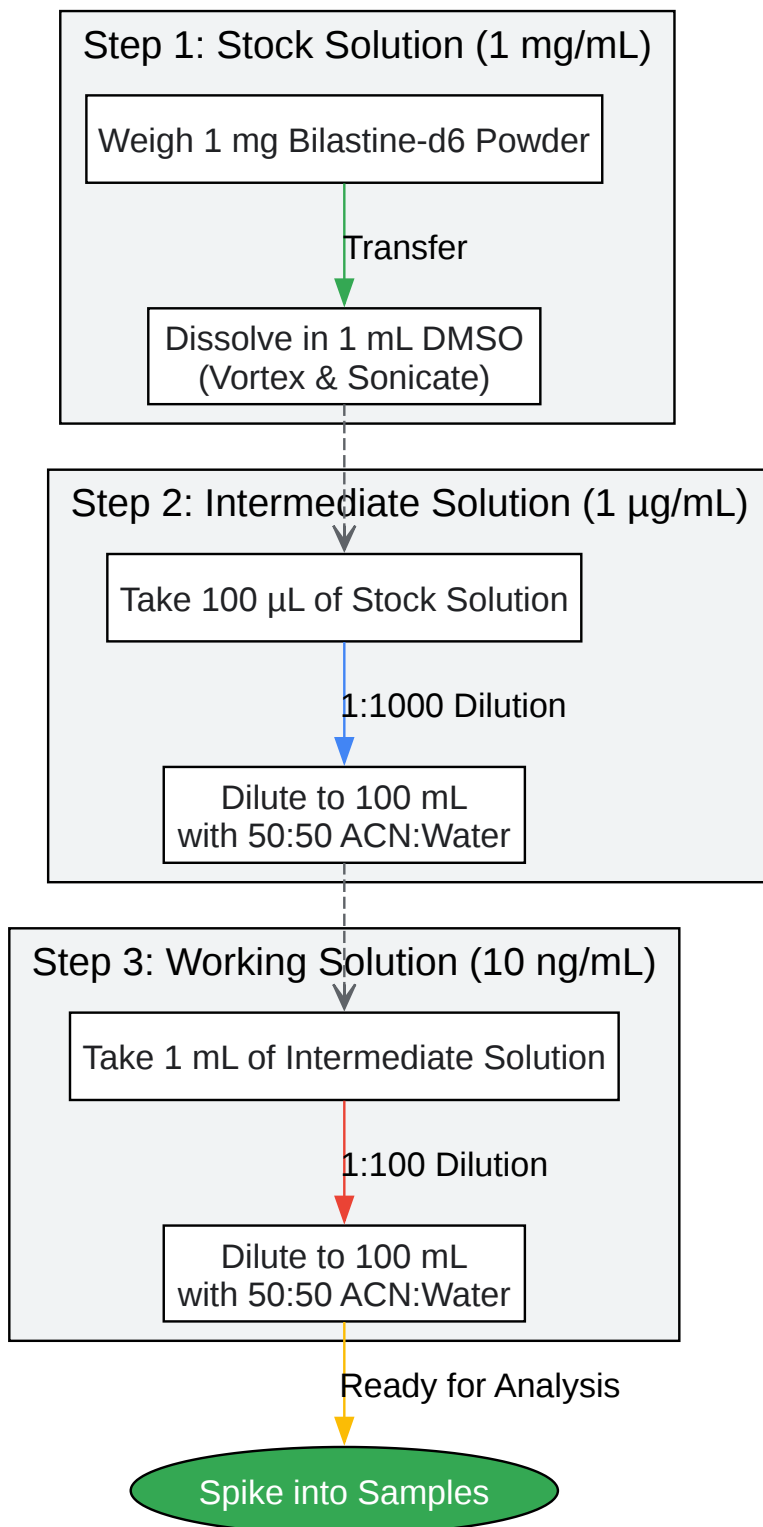 Step 1: Stock Solution (1 mg/mL)
Weigh 1 mg Bilastine-d6 Powder
Transfer
Dissolve in 1 mL DMSO
(Vortex & Sonicate)
Step 2: Intermediate Solution (1 µg/mL)
Take 100 µL of Stock Solution
1:1000 Dilution
Dilute to 100 mL
with 50:50 ACN:Water
Step 3: Working Solution (10 ng/mL)
Take 1 mL of Intermediate Solution
1:100 Dilution
Dilute to 100 mL
with 50:50 ACN:Water
Ready for Analysis
Spike into Samples